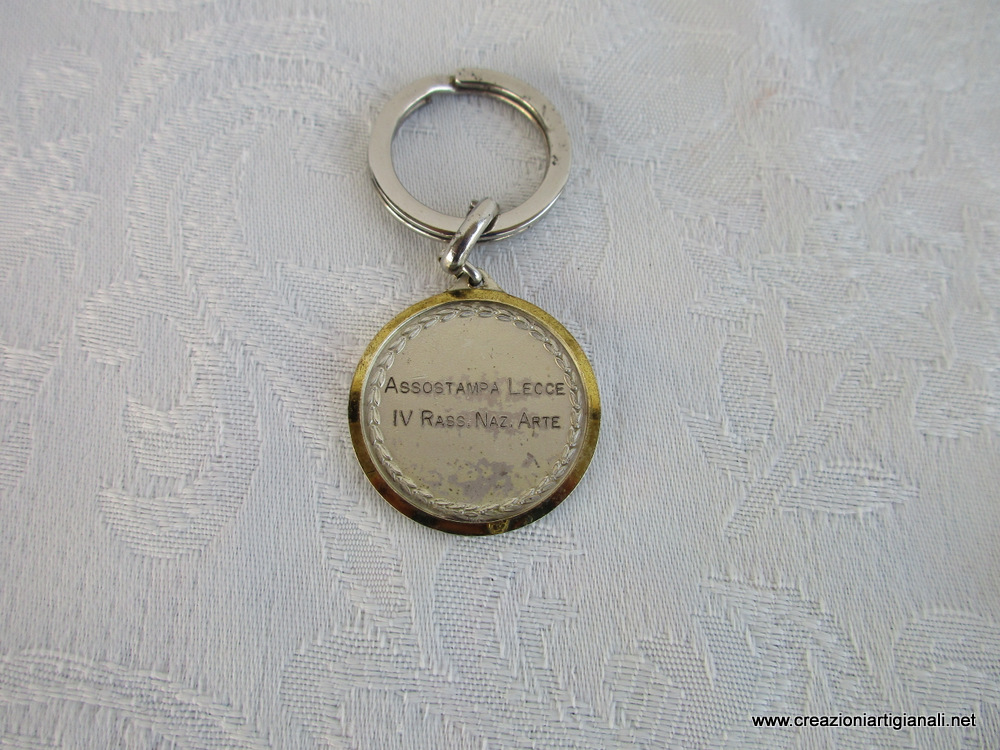 ASSOSTAMPA LECCE
IV RASS. NAZ. ARTE
www.creazioniartigianali.net